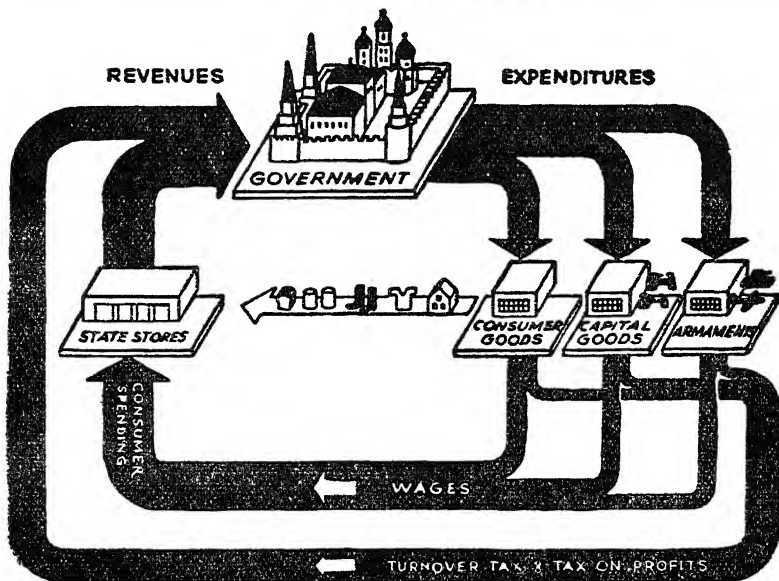 REVENUES
EXPENDITURES
GOVERNMENT
STATE STORES
CONSUMER
GOODS
CAPITAL
GOODS
ARMAMENTS
CONSUMER
SPENDING
WAGES
TURNOVER TAX & TAX ON PROFITS